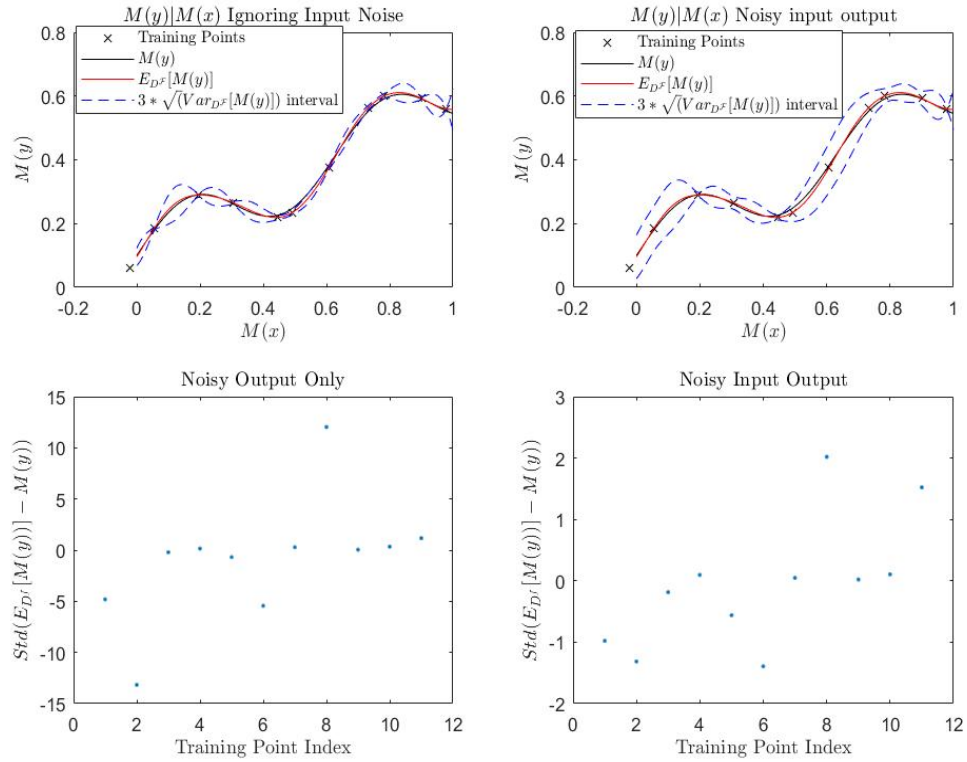 M(y)|M(x) Ignoring Input Noise
Training Points
M(y)
E_{D^F}[M(y)]
3 * √(Var_{D^F}[M(y)]) interval
0.8
0.6
0.4
0.2
0
-0.2 0 0.2 0.4 0.6 0.8 1
M(y)
M(x)
M(y)|M(x) Noisy input output
Training Points
M(y)
E_{D^F}[M(y)]
3 * √(Var_{D^F}[M(y)]) interval
0.8
0.6
0.4
0.2
0
-0.2 0 0.2 0.4 0.6 0.8 1
M(y)
M(x)
Noisy Output Only
15
10
5
0
-5
-10
-15
0 2 4 6 8 10 12
Std(E_{D^f}[M(y))] − M(y))
Training Point Index
Noisy Input Output
3
2
1
0
-1
-2
0 2 4 6 8 10 12
Std(E_{D^f}[M(y))] − M(y))
Training Point Index